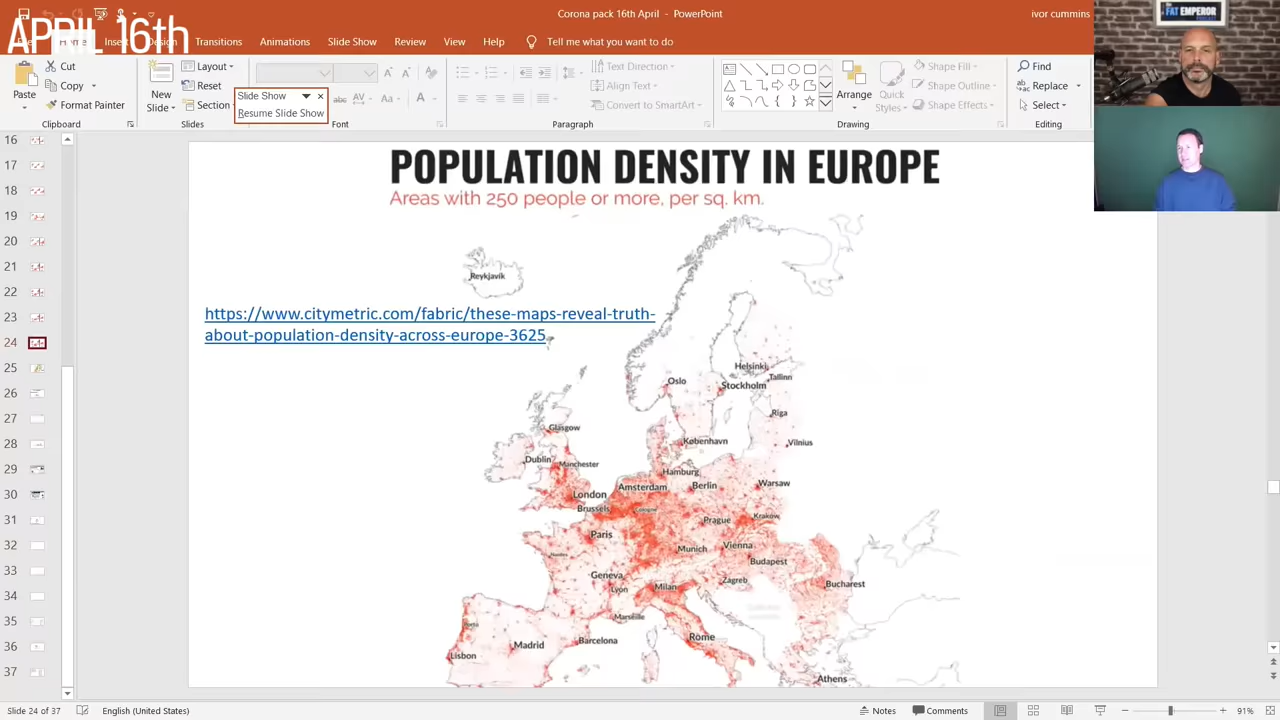 APRIL 16th
Corona pack 16th April - PowerPoint
ivor cummins
THE
FAT EMPEROR
PODCAST
Home Insert Design Transitions Animations Slide Show Review View Help Tell me what you want to do
Paste
Cut
Copy
Format Painter
Clipboard
New
Slide
Layout
Reset
Section
Slides
Slide Show
Resume Slide Show
Font
Text Direction
Align Text
Convert to SmartArt
Paragraph
Arrange
Quick
Styles
Shape Fill
Shape Outline
Shape Effects
Drawing
Find
Replace
Select
Editing
16
17
18
19
20
21
22
23
24
25
26
27
28
29
30
31
32
33
34
35
36
37
POPULATION DENSITY IN EUROPE
Areas with 250 people or more, per sq. km.
https://www.citymetric.com/fabric/these-maps-reveal-truth-
about-population-density-across-europe-3625
Reykjavik
Helsinki
Oslo
Tallinn
Stockholm
Riga
Glasgow
København
Vilnius
Dublin
Manchester
Hamburg
Amsterdam
Berlin
Warsaw
London
Brussels
Cologne
Prague
Krakow
Paris
Munich
Vienna
Nantes
Budapest
Geneva
Zagreb
Bucharest
Lyon
Milan
Marseille
Porto
Madrid
Barcelona
Rome
Lisbon
Athens
Slide 24 of 37
English (United States)
Notes
Comments
91%